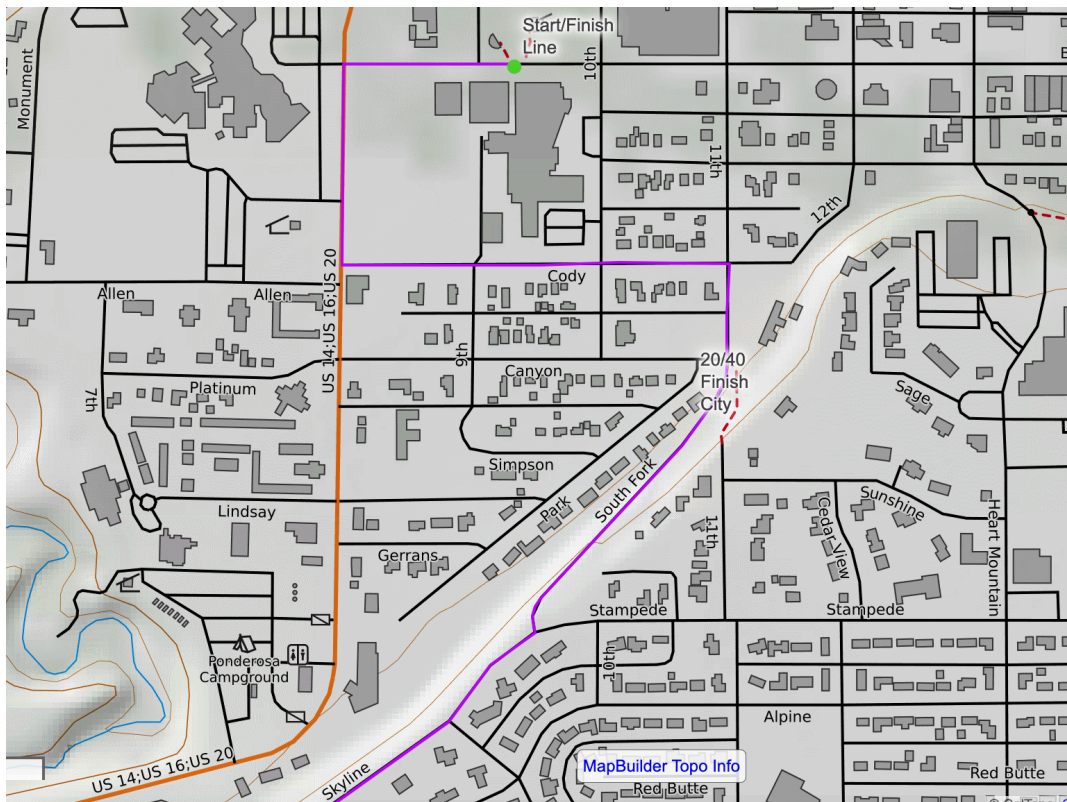 Start/Finish
Line
Monument
10th
11th
12th
US 14;US 16;US 20
Cody
Allen
Allen
9th
20/40
Finish
City
Canyon
Platinum
7th
Sage
Simpson
South Fork
Park
Lindsay
11th
Sunshine
Cedar View
Heart Mountain
Gerrans
Stampede
Stampede
10th
Ponderosa
Campground
Alpine
US 14;US 16;US 20
Skyline
MapBuilder Topo Info
Red Butte
Red Butte